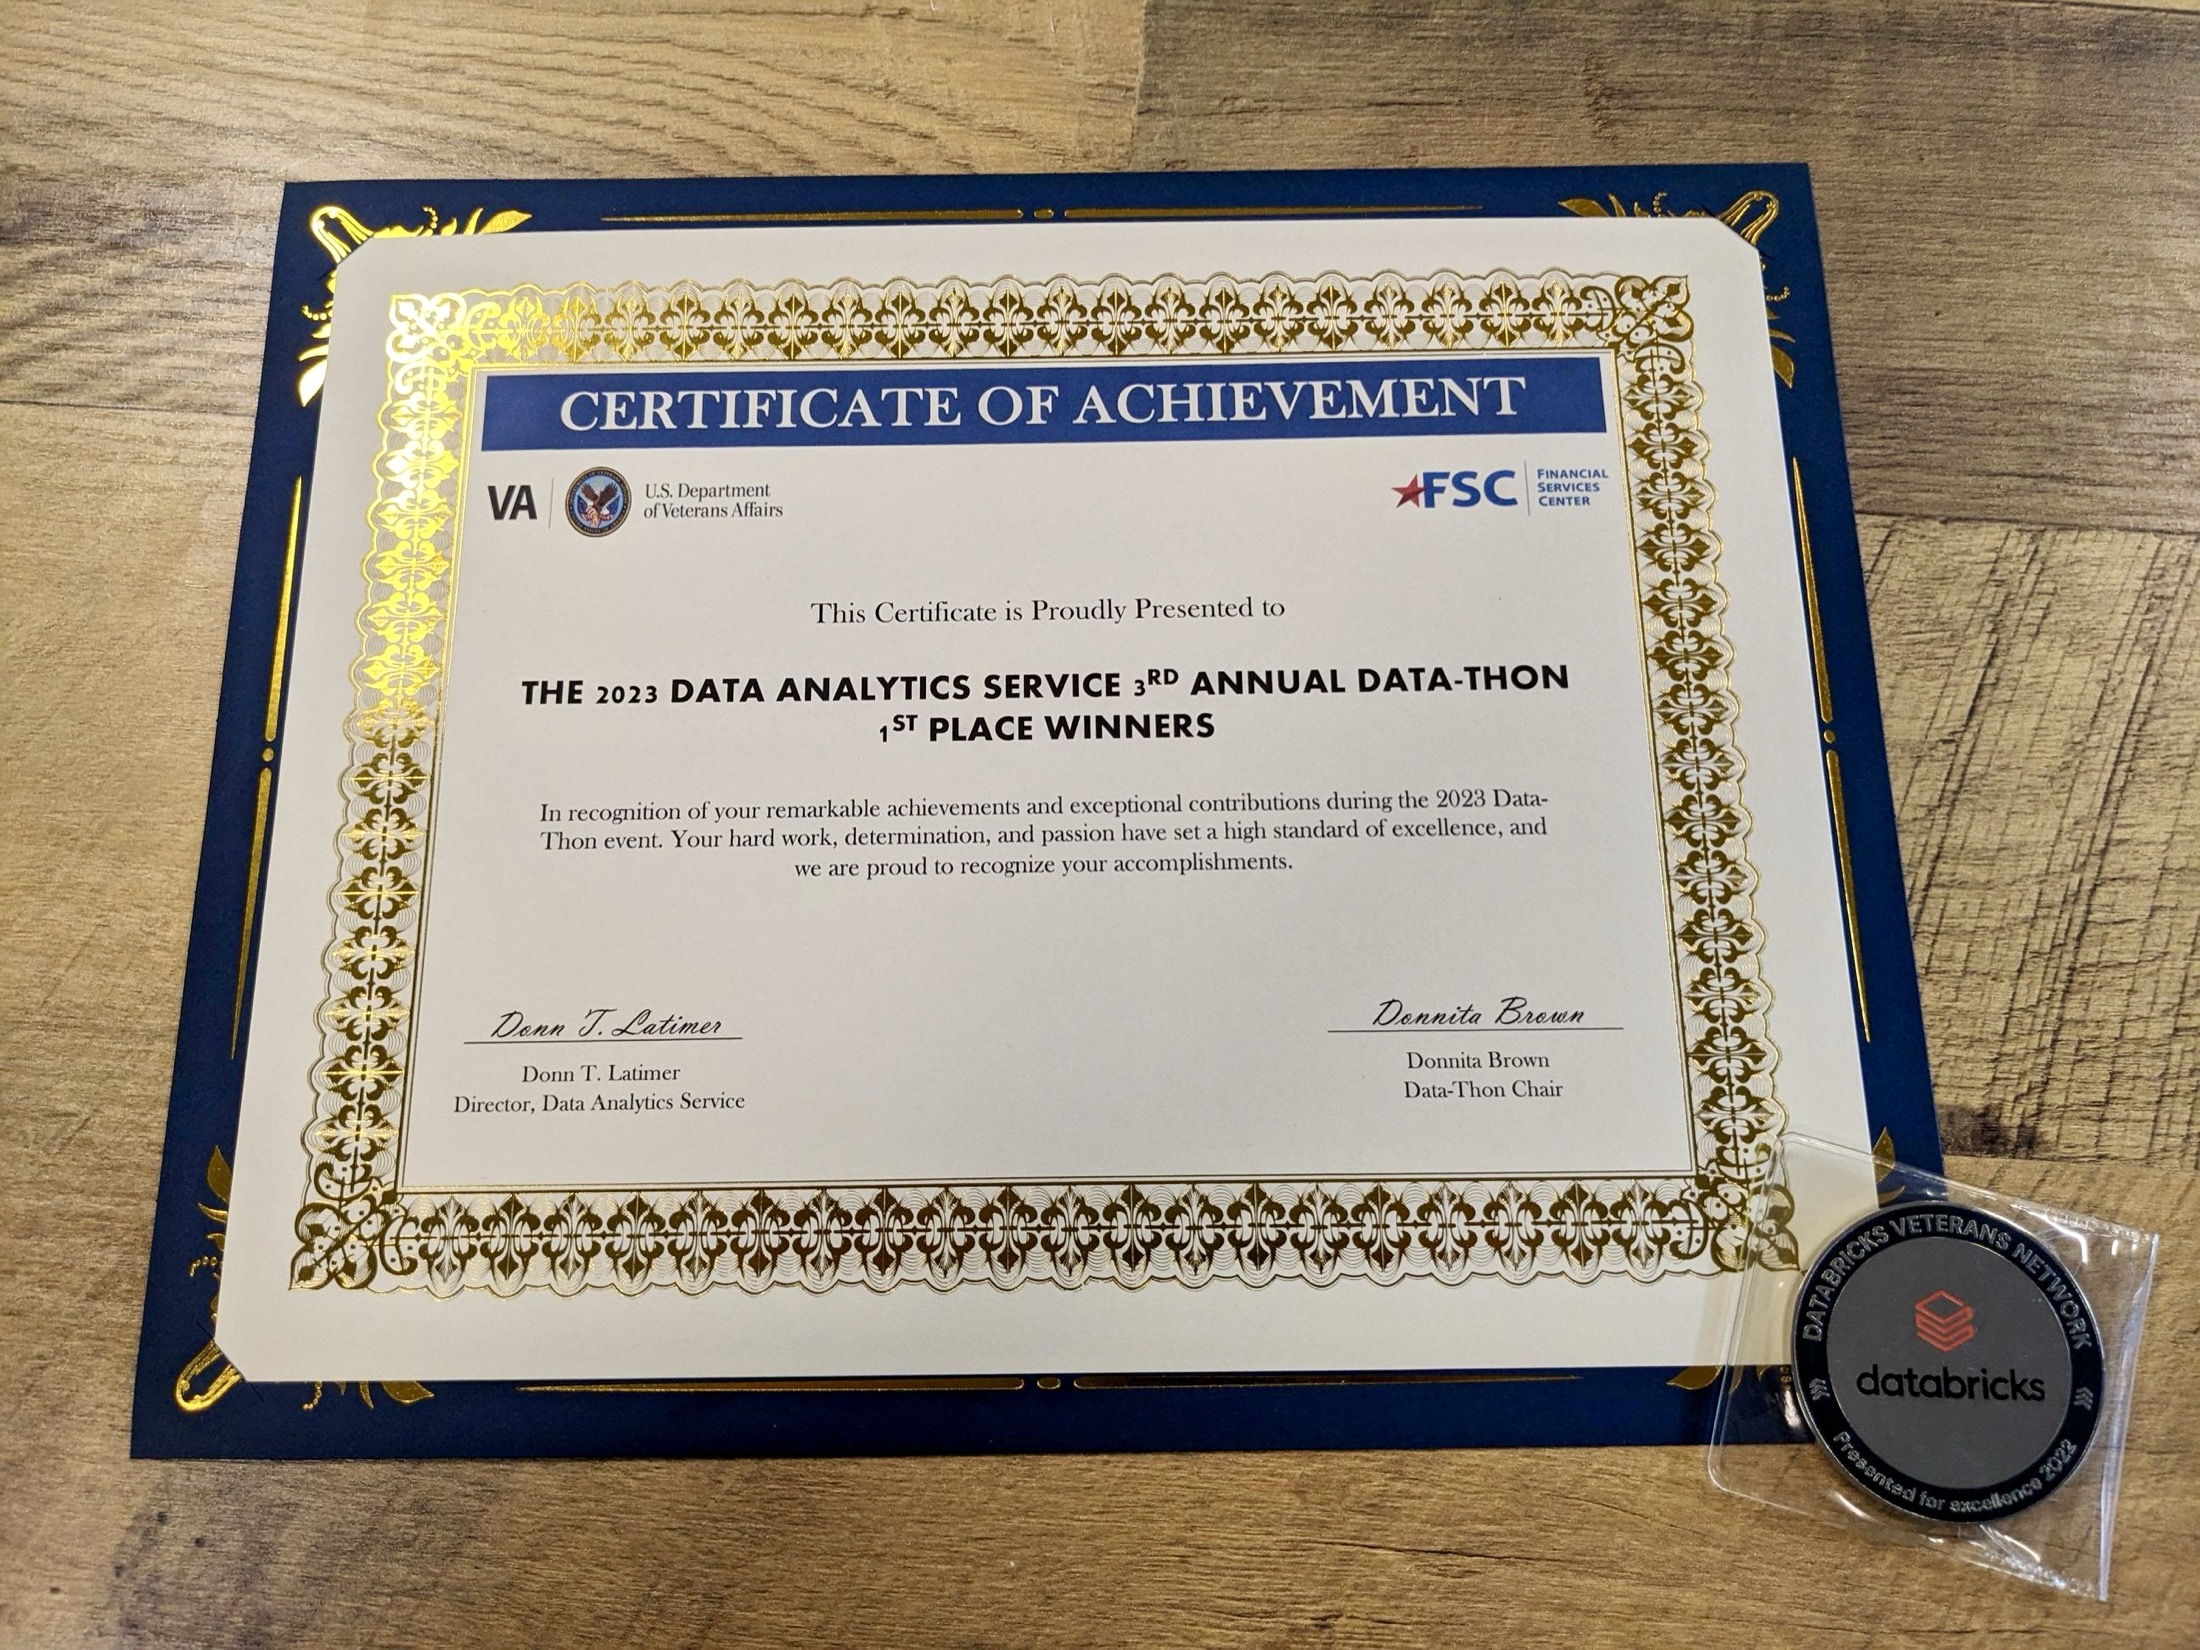 CERTIFICATE OF ACHIEVEMENT
VA
U.S. Department
of Veterans Affairs
FSC
FINANCIAL
SERVICES
CENTER
This Certificate is Proudly Presented to
THE 2023 DATA ANALYTICS SERVICE 3RD ANNUAL DATA-THON
1ST PLACE WINNERS
In recognition of your remarkable achievements and exceptional contributions during the 2023 Data-
Thon event. Your hard work, determination, and passion have set a high standard of excellence, and
we are proud to recognize your accomplishments.
Donn T. Latimer
Donn T. Latimer
Director, Data Analytics Service
Donnita Brown
Donnita Brown
Data-Thon Chair
DATABRICKS VETERANS NETWORK
databricks
Presented for excellence 2022